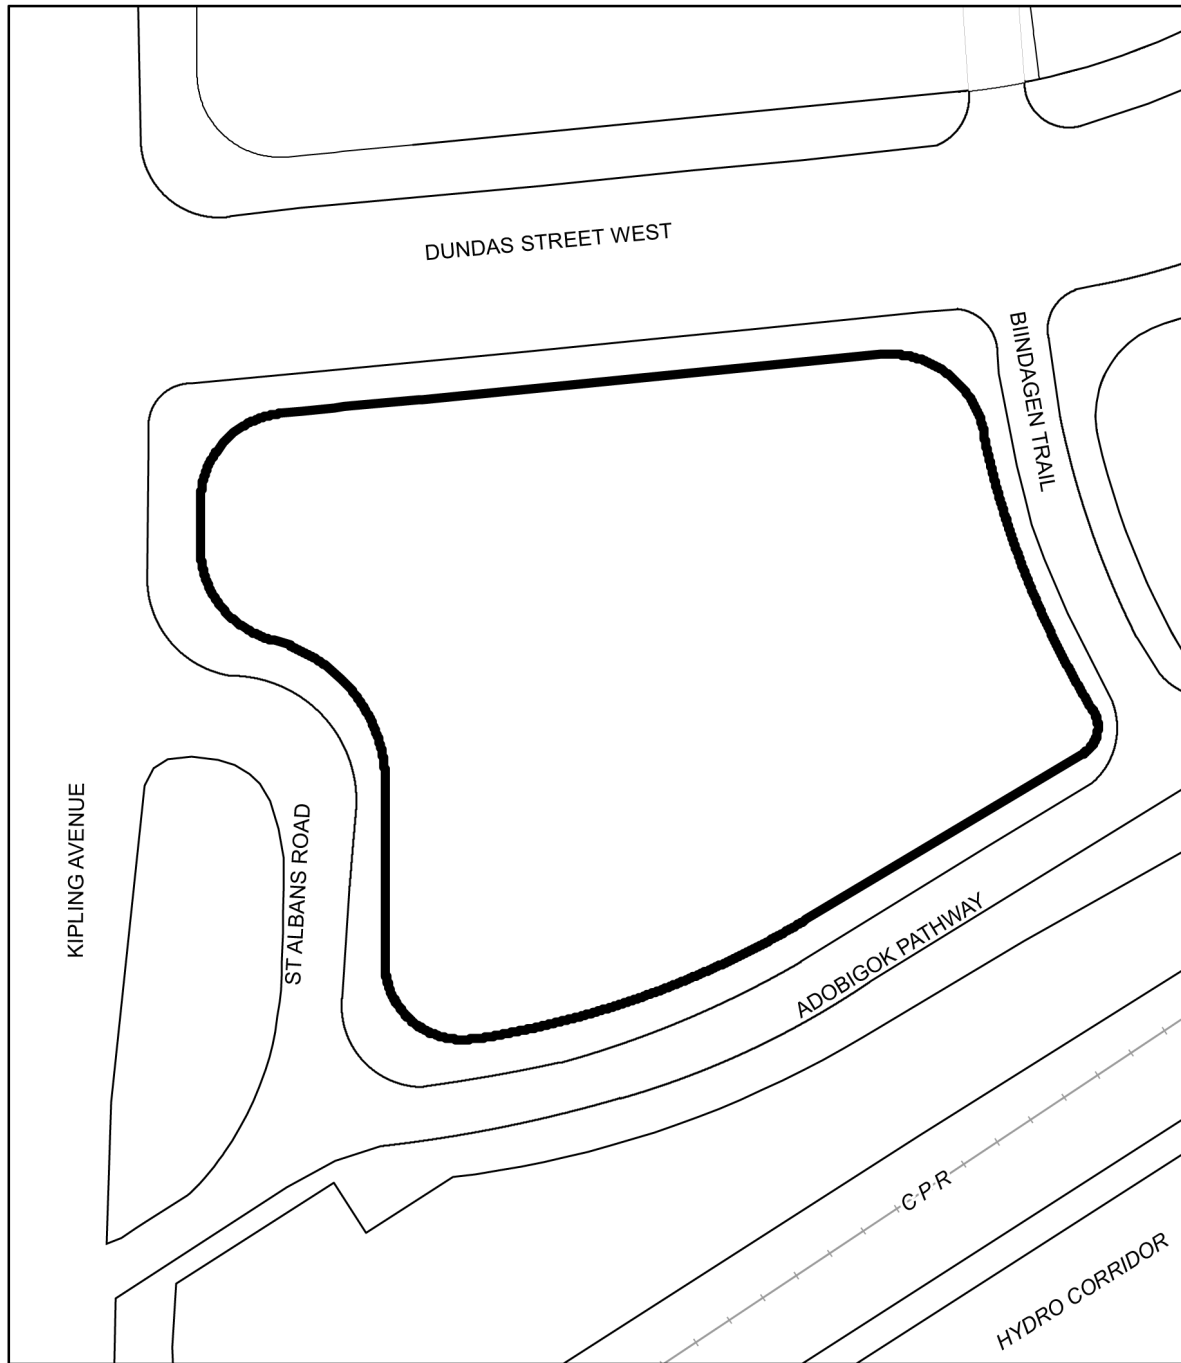 DUNDAS STREET WEST
BIINDAGEN TRAIL
KIPLING AVENUE
ST ALBANS ROAD
ADOBIGOK PATHWAY
C-P-R
HYDRO CORRIDOR